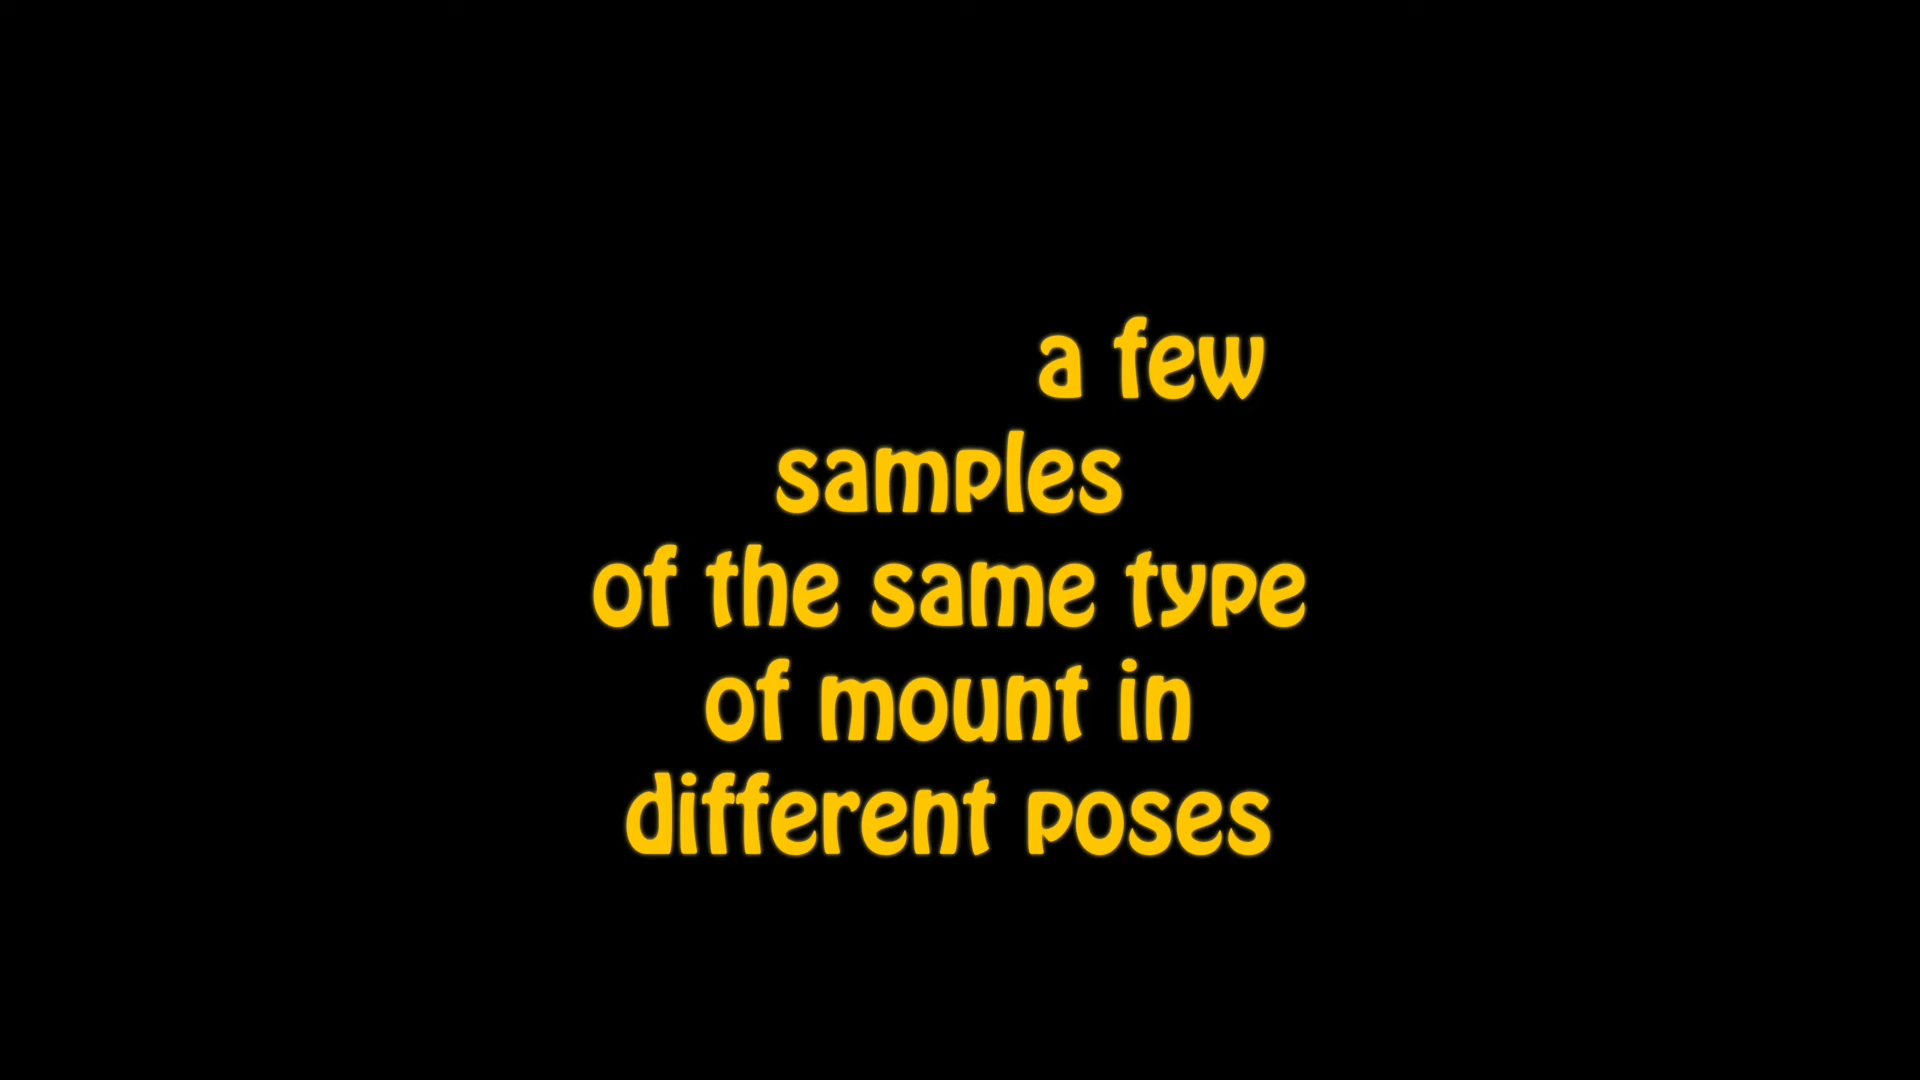 a few
samples
of the same type
of mount in
different poses